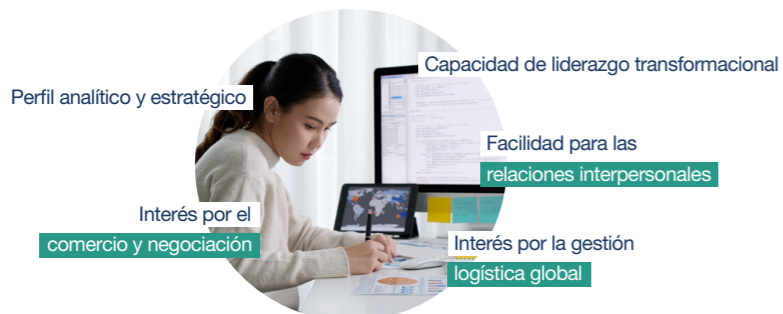 Capacidad de liderazgo transformacional
Perfil analítico y estratégico
Facilidad para las
relaciones interpersonales
Interés por el
comercio y negociación
Interés por la gestión
logística global